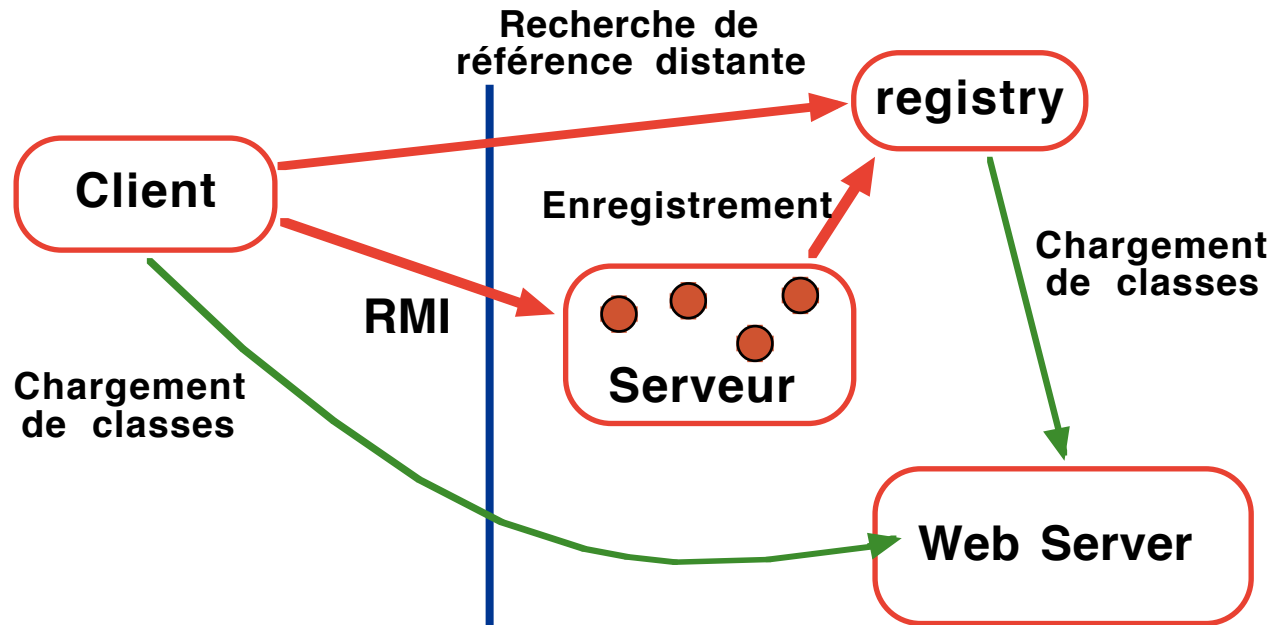 Recherche de
référence distante
registry
Client
Enregistrement
Chargement
de classes
RMI
Serveur
Chargement
de classes
Web Server